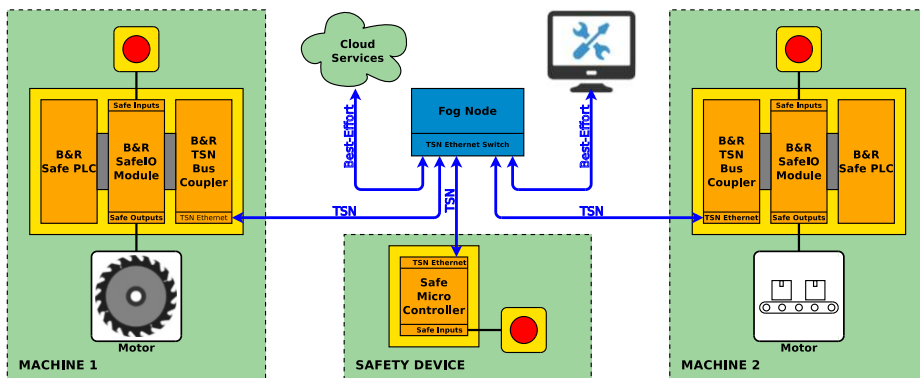 Cloud
Services
Safe Inputs
B&R
Safe PLC
B&R
SafeIO
Module
B&R
TSN
Bus
Coupler
Safe Outputs
TSN Ethernet
Motor
MACHINE 1
Best-Effort
Fog Node
TSN Ethernet Switch
Best-Effort
TSN
TSN
TSN
TSN Ethernet
Safe
Micro
Controller
Safe Inputs
SAFETY DEVICE
Safe Inputs
B&R
TSN
Bus
Coupler
B&R
SafeIO
Module
B&R
Safe PLC
TSN Ethernet
Safe Outputs
Motor
MACHINE 2